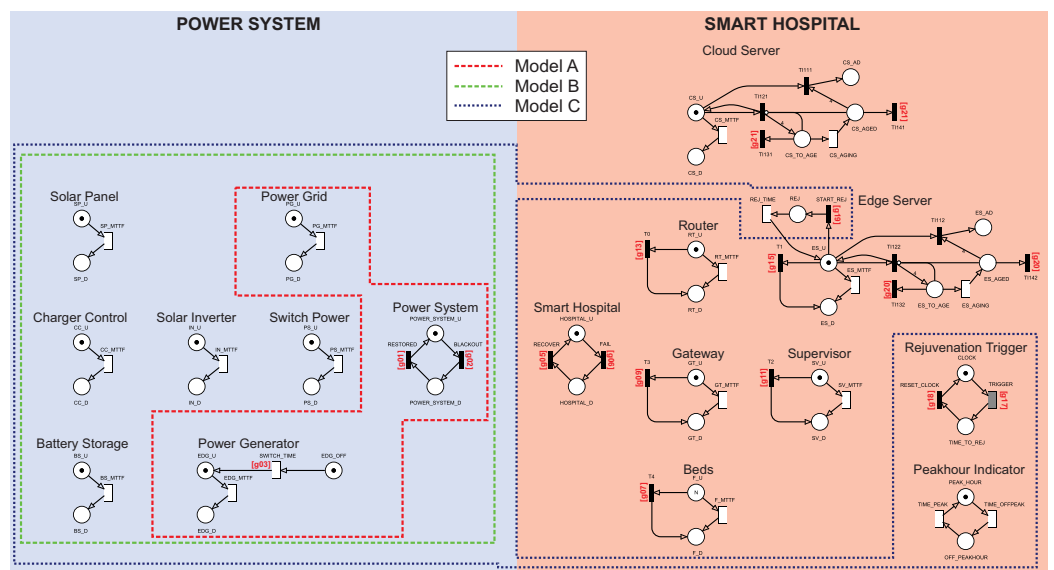 POWER SYSTEM
SMART HOSPITAL
Model A
Model B
Model C
Cloud Server
CS_AD
TI111
CS_U
TI121
CS_MTTF
4
4
CS_AGED
[g21]
TI141
[g21]
TI131
CS_TO_AGE
CS_AGING
CS_D
Solar Panel
SP_U
SP_MTTF
SP_D
Power Grid
PG_U
PG_MTTF
PG_D
Charger Control
CC_U
CC_MTTF
CC_D
Solar Inverter
IN_U
IN_MTTF
IN_D
Switch Power
PS_U
PS_MTTF
PS_D
Power System
POWER_SYSTEM_U
RESTORED
BLACKOUT
[g01]
[g02]
POWER_SYSTEM_D
Battery Storage
BS_U
BS_MTTF
BS_D
Power Generator
EDG_U
SWITCH_TIME
EDG_OFF
[g03]
EDG_MTTF
EDG_D
REJ_TIME
REJ
START_REJ
[g19]
Edge Server
ES_AD
TI112
ES_U
T1
[g15]
TI122
ES_MTTF
4
4
ES_AGED
[g20]
TI142
[g20]
TI132
ES_TO_AGE
ES_AGING
ES_D
Router
T0
RT_U
[g13]
RT_MTTF
RT_D
Smart Hospital
HOSPITAL_U
RECOVER
FAIL
[g05]
[g06]
HOSPITAL_D
Gateway
T3
GT_U
[g09]
GT_MTTF
GT_D
Supervisor
T2
SV_U
[g11]
SV_MTTF
SV_D
Rejuvenation Trigger
CLOCK
RESET_CLOCK
TRIGGER
[g18]
[g17]
TIME_TO_REJ
Beds
T4
F_U
[g07]
N
F_MTTF
F_D
Peakhour Indicator
PEAK_HOUR
TIME_PEAK
TIME_OFFPEAK
OFF_PEAKHOUR